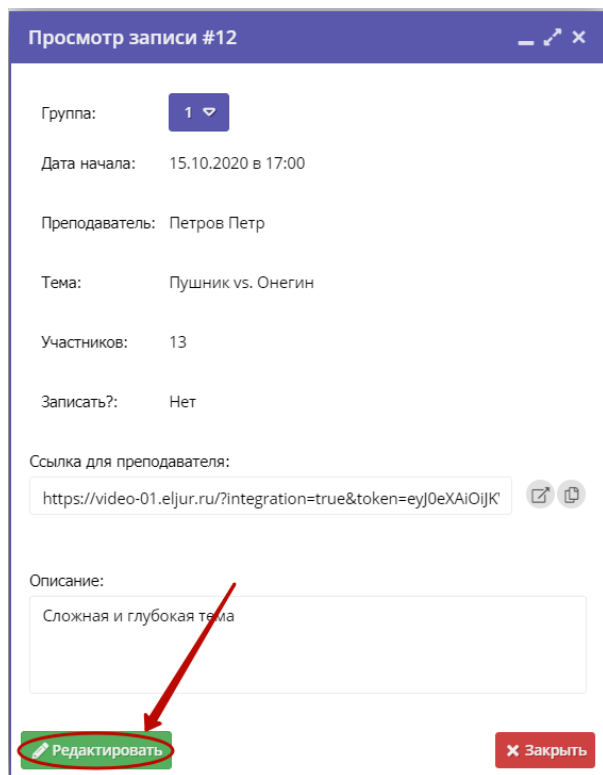 Просмотр записи #12
Группа: 1
Дата начала: 15.10.2020 в 17:00
Преподаватель: Петров Петр
Тема: Пушник vs. Онегин
Участников: 13
Записать?: Нет
Ссылка для преподавателя:
https://video-01.eljur.ru/?integration=true&token=eyJ0eXAiOiJK
Описание:
Сложная и глубокая тема
Редактировать
Закрыть